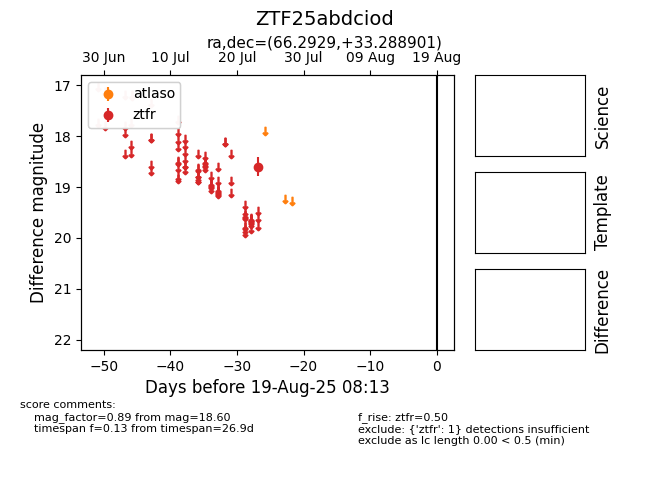 ZTF25abdciod
ra,dec=(66.2929,+33.288901)
30 Jun 10 Jul 20 Jul 30 Jul 09 Aug 19 Aug
atlaso
ztfr
17
18
19
20
21
22
Difference magnitude
−50 −40 −30 −20 −10 0
Days before 19-Aug-25 08:13
Science
Template
Difference
score comments:
mag_factor=0.89 from mag=18.60
timespan f=0.13 from timespan=26.9d
f_rise: ztfr=0.50
exclude: {'ztfr': 1} detections insufficient
exclude as lc length 0.00 < 0.5 (min)